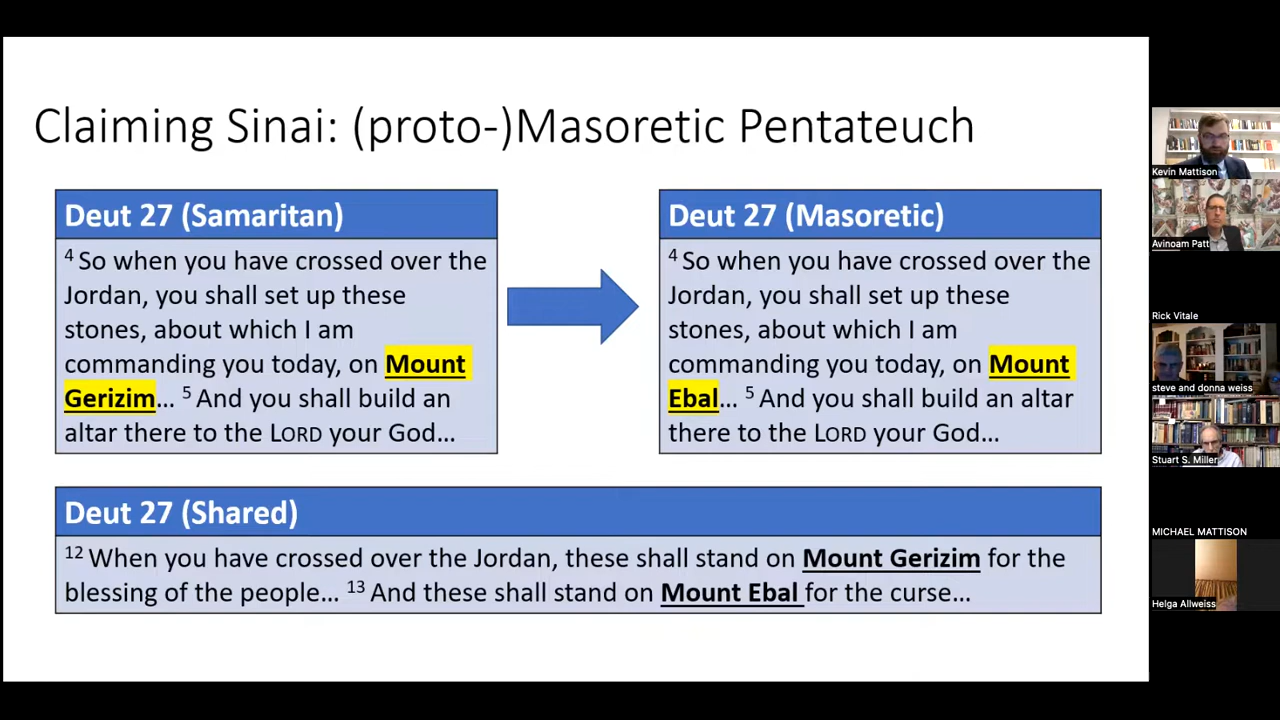 Claiming Sinai: (proto-)Masoretic Pentateuch
Deut 27 (Samaritan)
4 So when you have crossed over the
Jordan, you shall set up these
stones, about which I am
commanding you today, on Mount
Gerizim… 5 And you shall build an
altar there to the LORD your God…
Deut 27 (Masoretic)
4 So when you have crossed over the
Jordan, you shall set up these
stones, about which I am
commanding you today, on Mount
Ebal… 5 And you shall build an altar
there to the LORD your God…
Deut 27 (Shared)
12 When you have crossed over the Jordan, these shall stand on Mount Gerizim for the
blessing of the people… 13 And these shall stand on Mount Ebal for the curse…
Kevin Mattison
Avinoam Patt
Rick Vitale
steve and donna weiss
Stuart S. Miller
MICHAEL MATTISON
Helga Allweiss